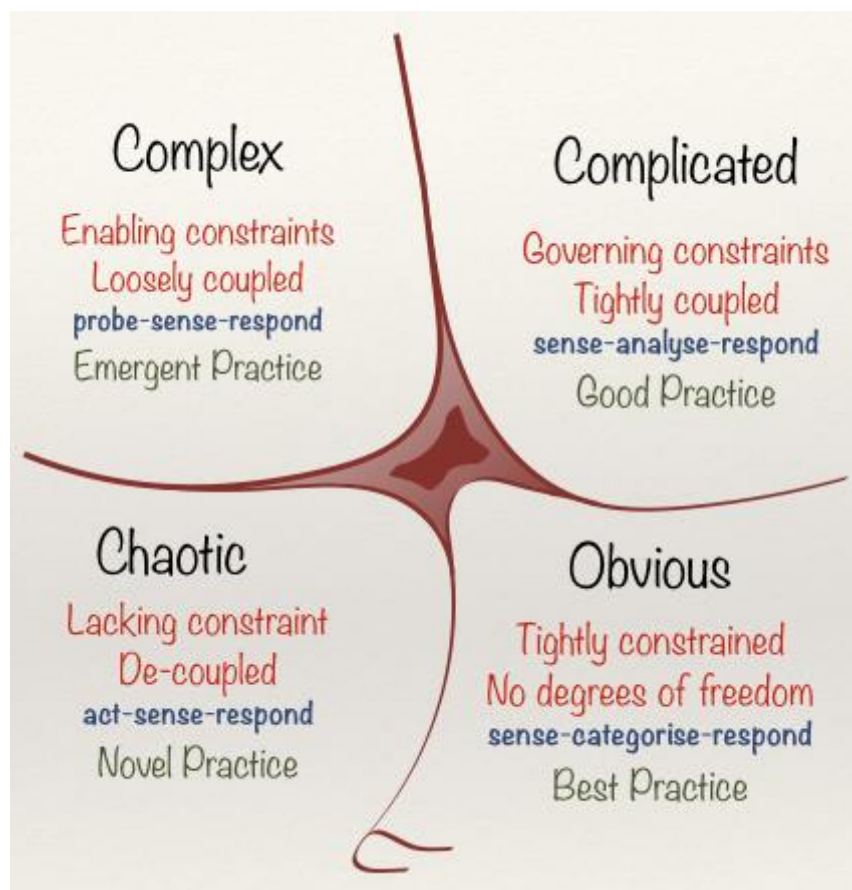 Complex
Enabling constraints
Loosely coupled
probe-sense-respond
Emergent Practice
Complicated
Governing constraints
Tightly coupled
sense-analyse-respond
Good Practice
Chaotic
Lacking constraint
De-coupled
act-sense-respond
Novel Practice
Obvious
Tightly constrained
No degrees of freedom
sense-categorise-respond
Best Practice